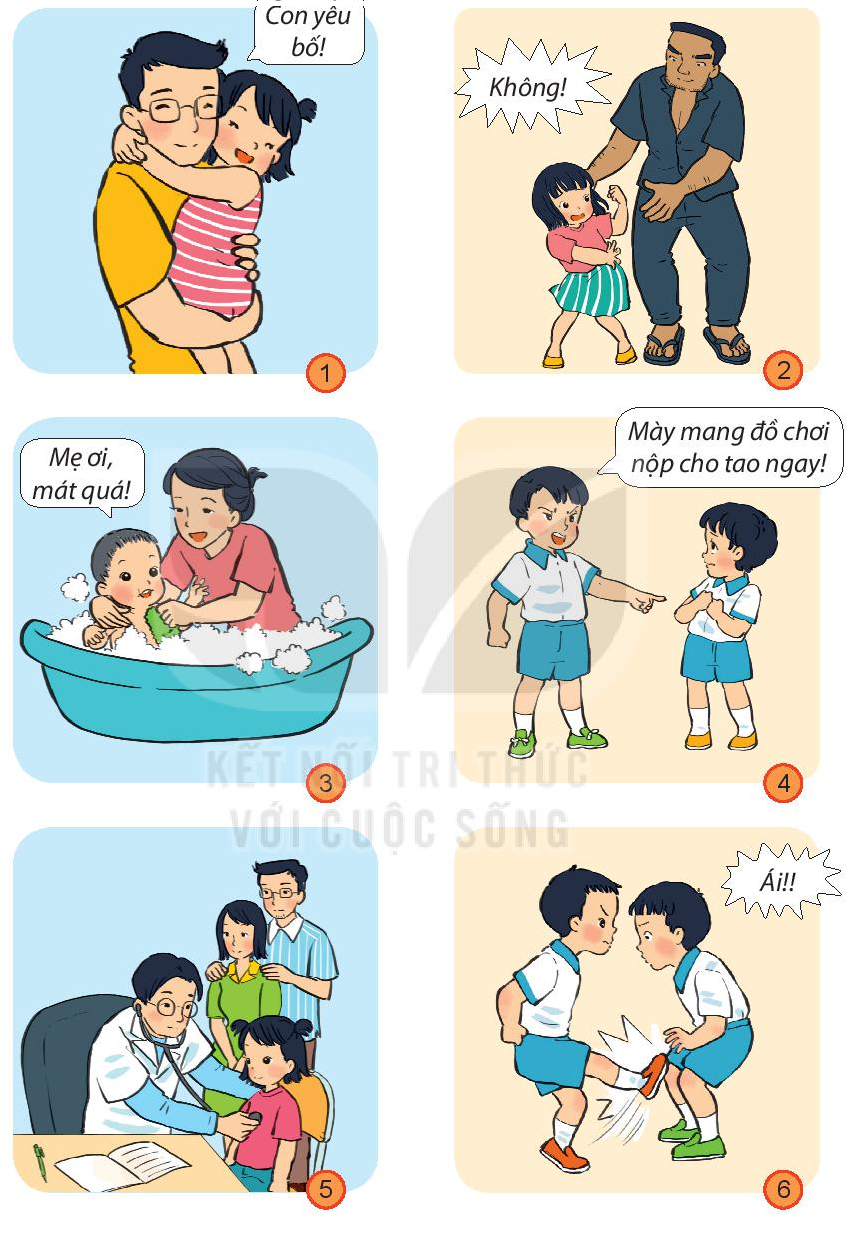 Con yêu
bố!
Không!
1
2
Mẹ ơi,
mát quá!
Mày mang đồ chơi
nộp cho tao ngay!
KẾT NỐI TRI THỨC
VỚI CUỘC SỐNG
3
4
Ái!!
5
6